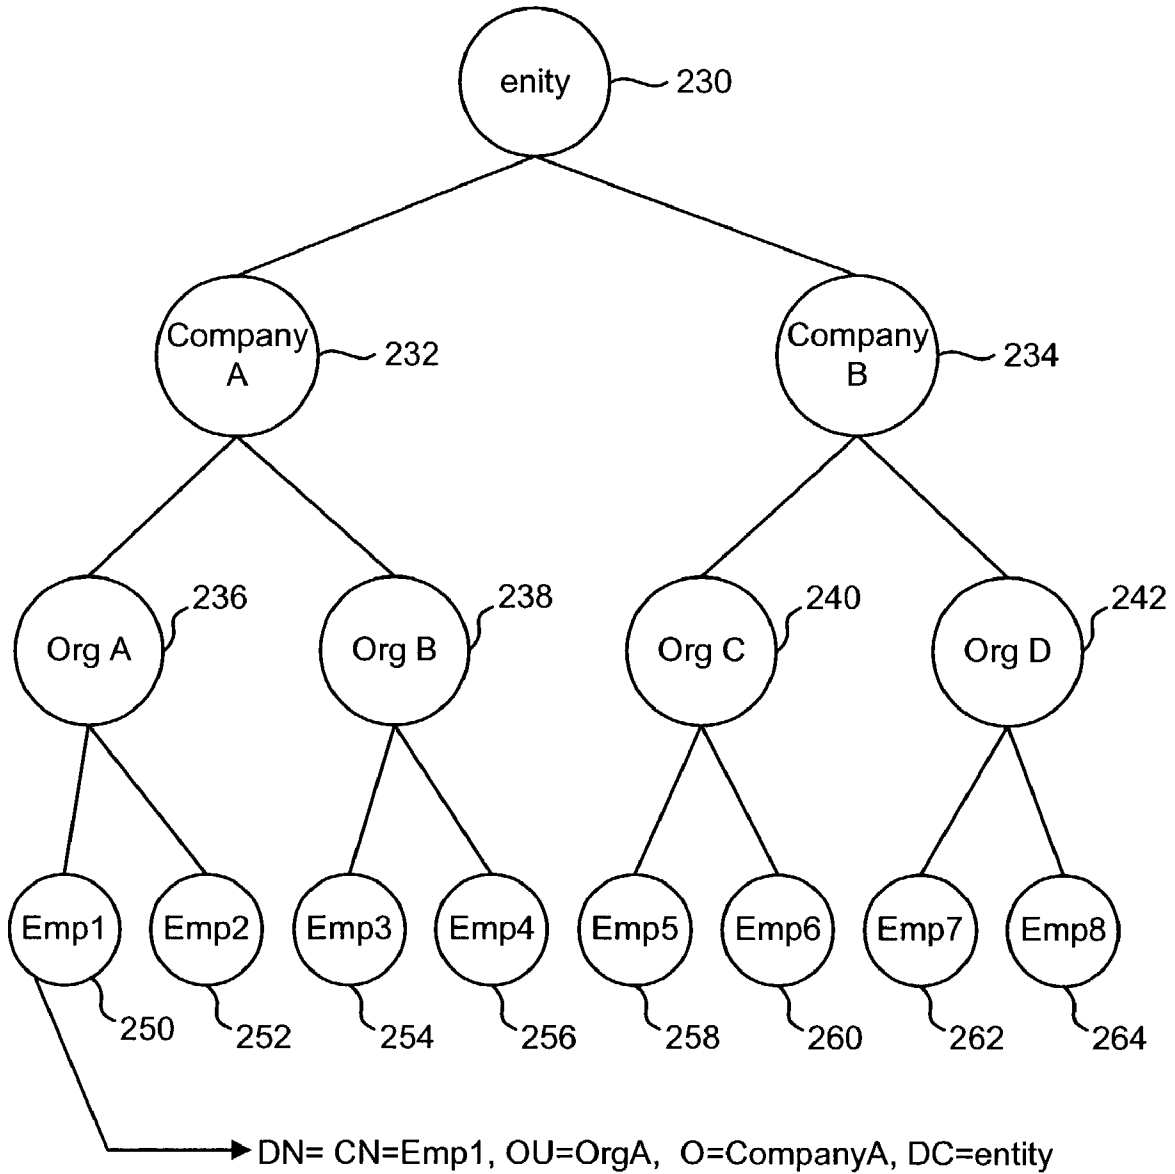 enity
230
Company
A
232
Company
B
234
Org A
236
Org B
238
Org C
240
Org D
242
Emp1
Emp2
Emp3
Emp4
Emp5
Emp6
Emp7
Emp8
250
252
254
256
258
260
262
264
DN= CN=Emp1, OU=OrgA, O=CompanyA, DC=entity